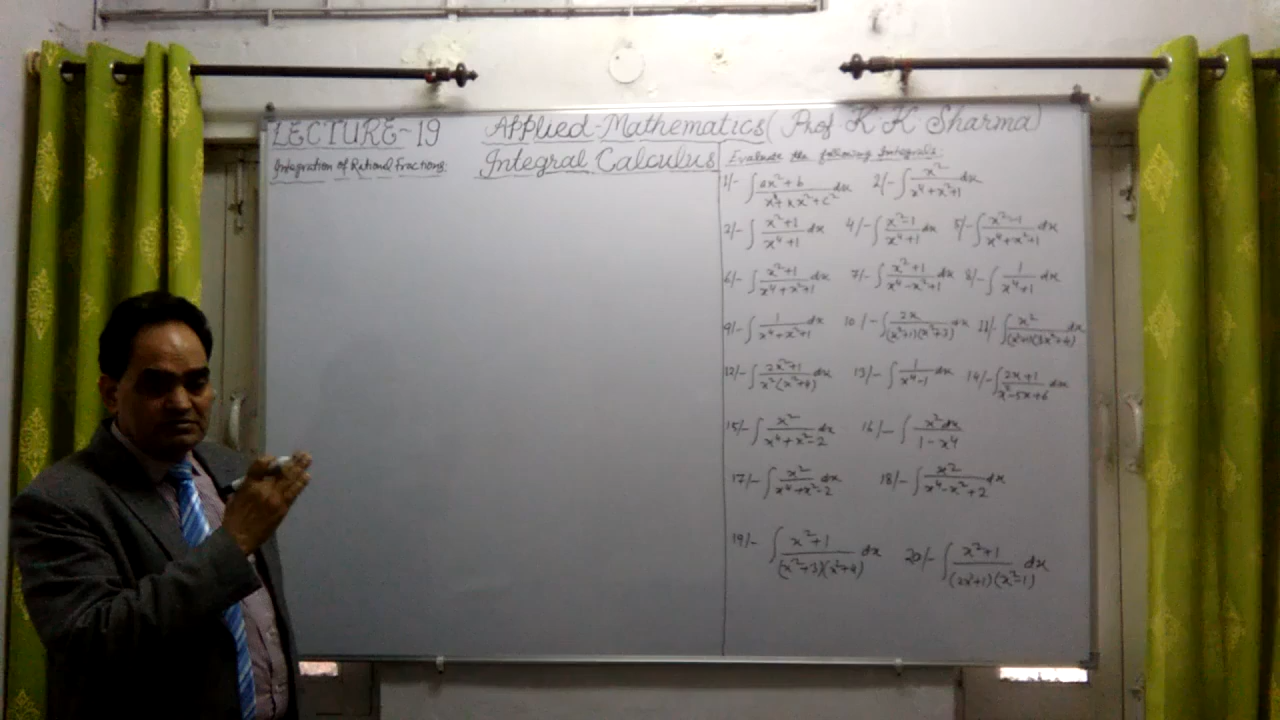 LECTURE-19 Applied-Mathematics( Prof. K K Sharma)
Integration of Rational Fractions. Integral Calculus
Evaluate the following Integrals:
1/- ∫ (ax²+b)/(x⁴+kx²+c²) dx 2/- ∫ x²/(x⁴+x²+1) dx
3/- ∫ (x²+1)/(x⁴+1) dx 4/- ∫ (x²-1)/(x⁴+1) dx 5/- ∫ (x²-1)/(x⁴+x²+1) dx
6/- ∫ (x²+1)/(x⁴+x²+1) dx 7/- ∫ (x²+1)/(x⁴-x²+1) dx 8/- ∫ 1/(x⁴+1) dx
9/- ∫ 1/(x⁴+x²+1) dx 10/- ∫ 2x/((x²+1)(x²+3)) dx 11/- ∫ x²/((x²+1)(3x²+4)) dx
12/- ∫ (2x²+1)/(x²(x²+4)) dx 13/- ∫ 1/(x⁴-1) dx 14/- ∫ (2x+1)/(x²-5x+6) dx
15/- ∫ x²/(x⁴+x²-2) dx 16/- ∫ x²dx/(1-x4)
17/- ∫ x²/(x⁴+x²-2) dx 18/- ∫ x²/(x⁴-x²+2) dx
19/- ∫ (x²+1)/((x²+3)(x²+4)) dx 20/- ∫ (x²+1)/((2x²+1)(x²-1)) dx